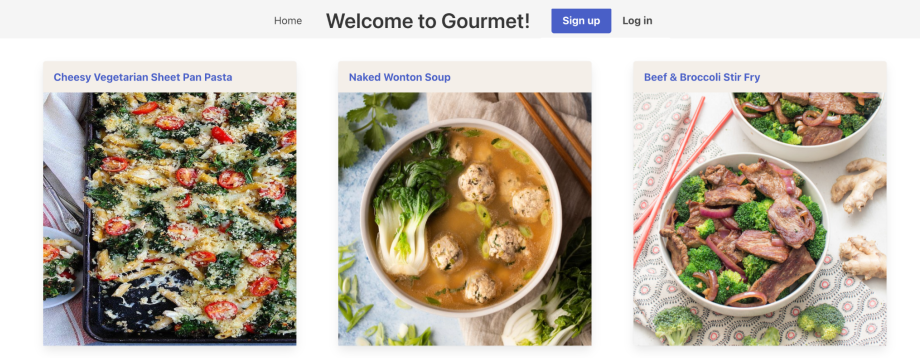 Home
Welcome to Gourmet!
Sign up
Log in
Cheesy Vegetarian Sheet Pan Pasta
Naked Wonton Soup
Beef & Broccoli Stir Fry